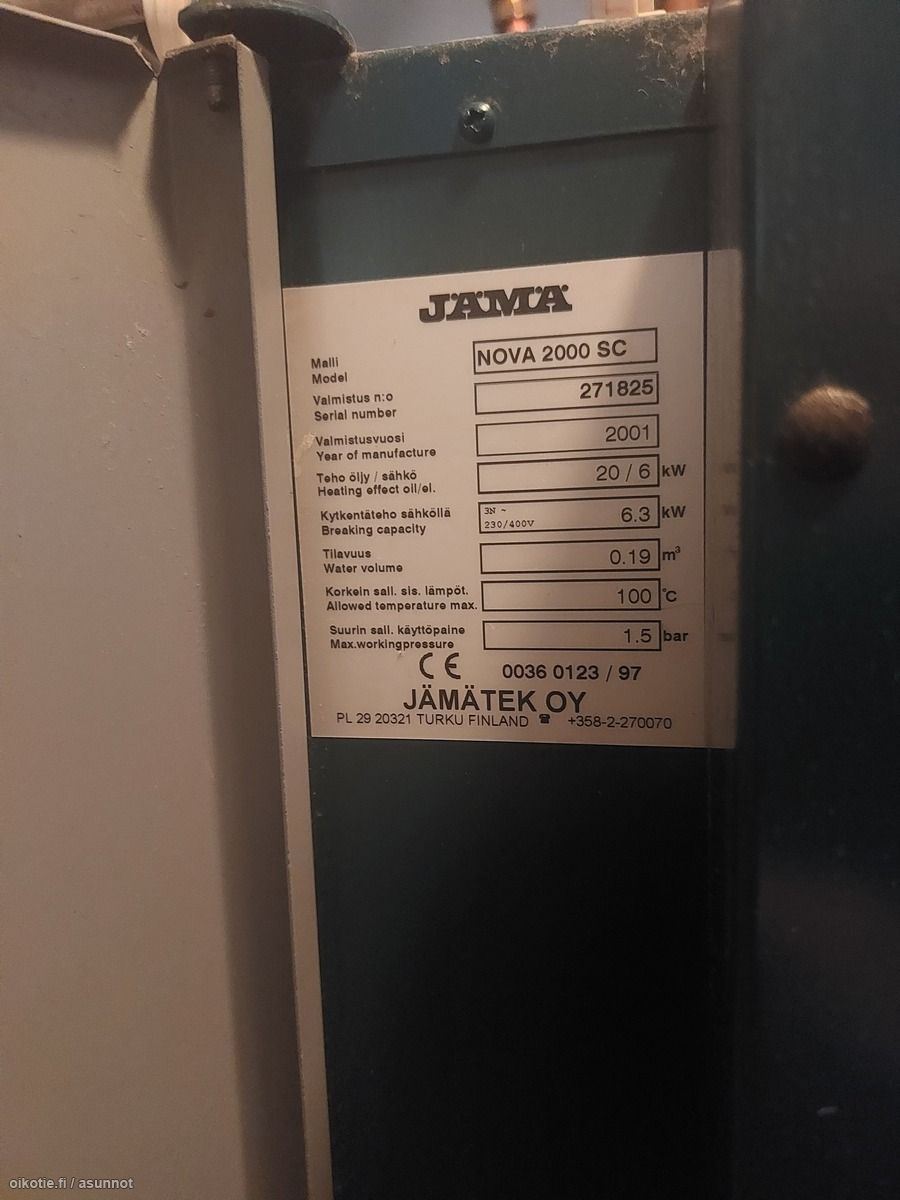 JÄMÄ
Malli
Model
NOVA 2000 SC
Valmistus n:o
Serial number
271825
Valmistusvuosi
Year of manufacture
2001
Teho öljy / sähkö
Heating effect oil/el.
20 / 6 kW
Kytkentäteho sähköllä
Breaking capacity
3N ~
230/400V
6.3 kW
Tilavuus
Water volume
0.19 m³
Korkein sall. sis. lämpöt.
Allowed temperature max.
100 °C
Suurin sall. käyttöpaine
Max.workingpressure
1.5 bar
CE 0036 0123 / 97
JÄMÄTEK OY
PL 29 20321 TURKU FINLAND ☎ +358-2-270070
oikotie.fi / asunnot